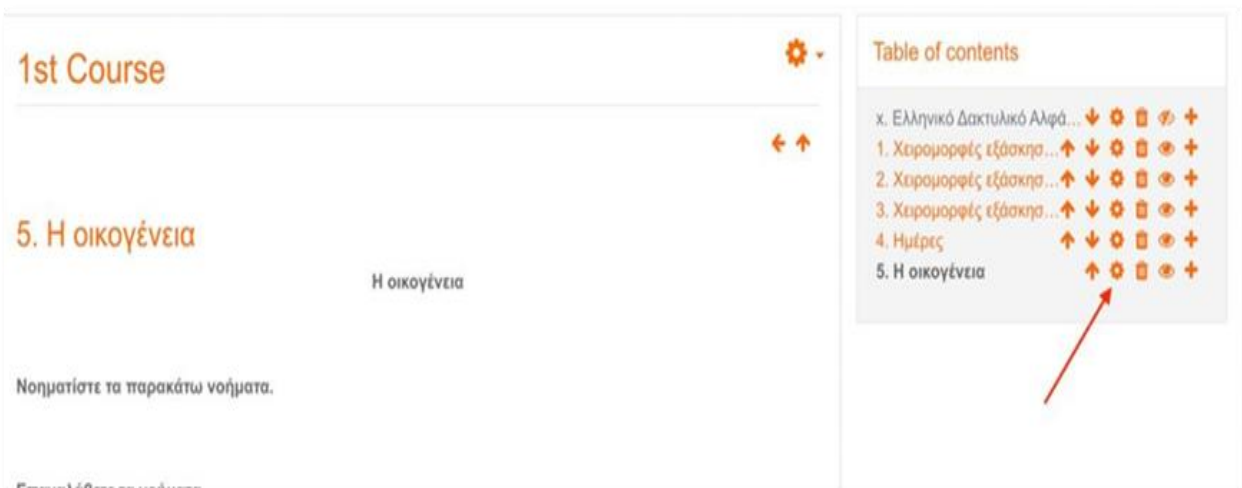 1st Course
5. Η οικογένεια
Η οικογένεια
Νοηματίστε τα παρακάτω νοήματα.
Table of contents
x. Ελληνικό Δακτυλικό Αλφά...
1. Χειρομορφές εξάσκησ...
2. Χειρομορφές εξάσκησ...
3. Χειρομορφές εξάσκησ...
4. Ημέρες
5. Η οικογένεια